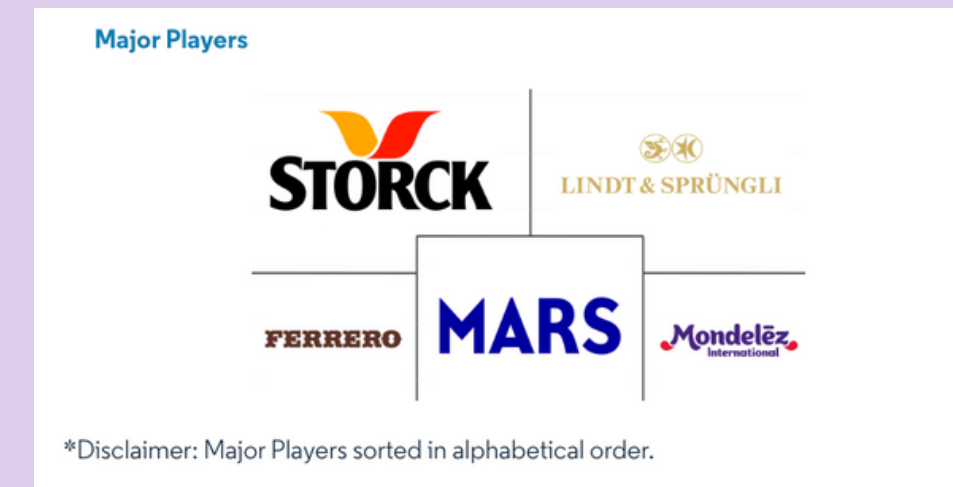 Major Players
STORCK
LINDT & SPRÜNGLI
FERRERO
MARS
Mondelēz
International
*Disclaimer: Major Players sorted in alphabetical order.